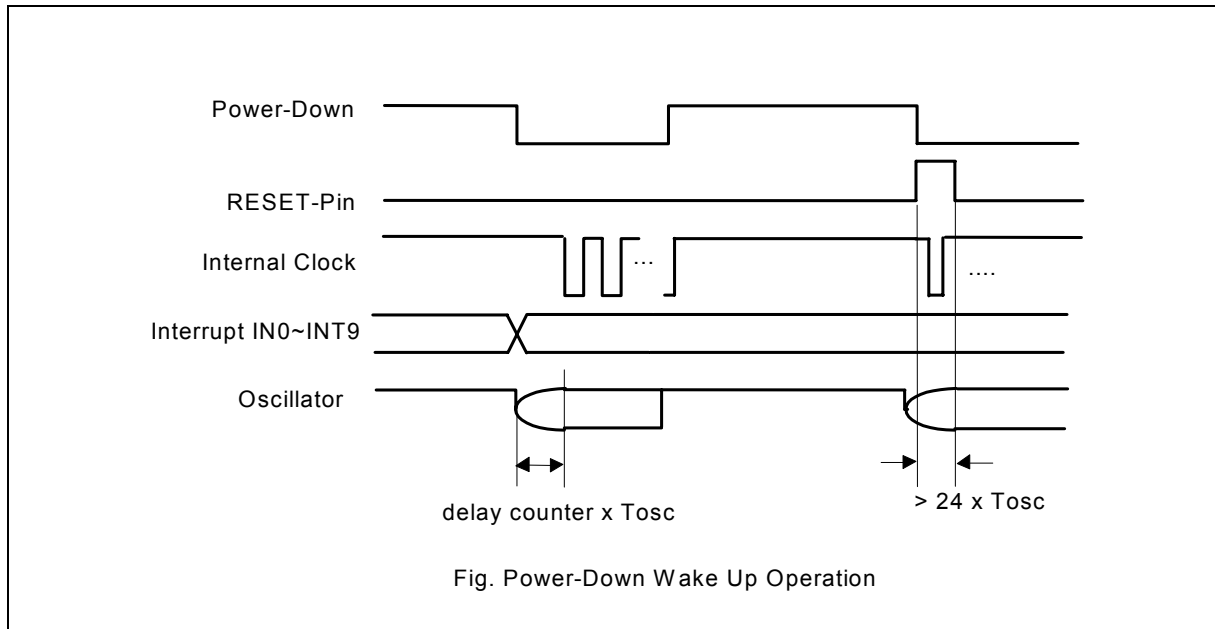 Power-Down
RESET-Pin
Internal Clock
...
....
Interrupt IN0~INT9
Oscillator
delay counter x Tosc
> 24 x Tosc
Fig. Power-Down Wake Up Operation